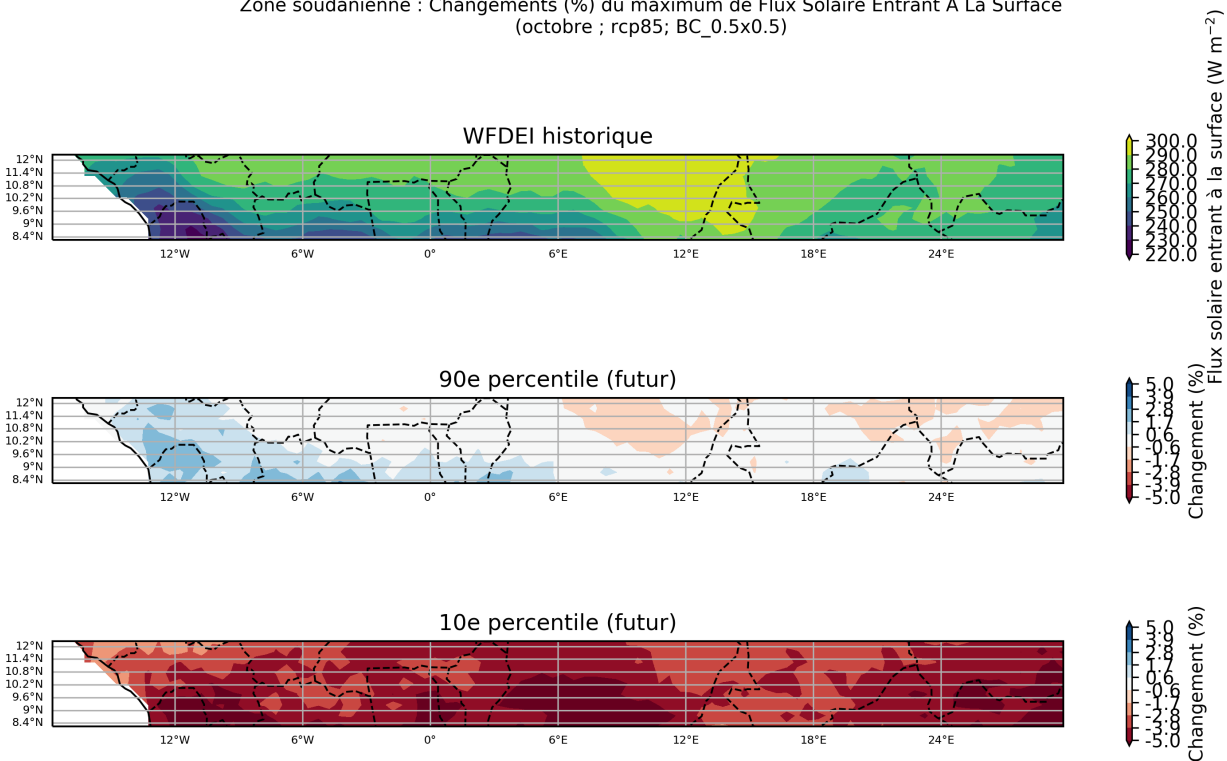 Zone soudanienne : Changements (%) du maximum de Flux Solaire Entrant A La Surface
(octobre ; rcp85; BC_0.5x0.5)
WFDEI historique
12°N
11.4°N
10.8°N
10.2°N
9.6°N
9°N
8.4°N
12°W 6°W 0° 6°E 12°E 18°E 24°E
300.0
290.0
280.0
270.0
260.0
250.0
240.0
230.0
220.0
Flux solaire entrant à la surface (W m⁻²)
90e percentile (futur)
12°N
11.4°N
10.8°N
10.2°N
9.6°N
9°N
8.4°N
12°W 6°W 0° 6°E 12°E 18°E 24°E
5.0
3.9
2.8
1.7
0.6
-0.6
-1.7
-2.8
-3.9
-5.0
Changement (%)
10e percentile (futur)
12°N
11.4°N
10.8°N
10.2°N
9.6°N
9°N
8.4°N
12°W 6°W 0° 6°E 12°E 18°E 24°E
5.0
3.9
2.8
1.7
0.6
-0.6
-1.7
-2.8
-3.9
-5.0
Changement (%)